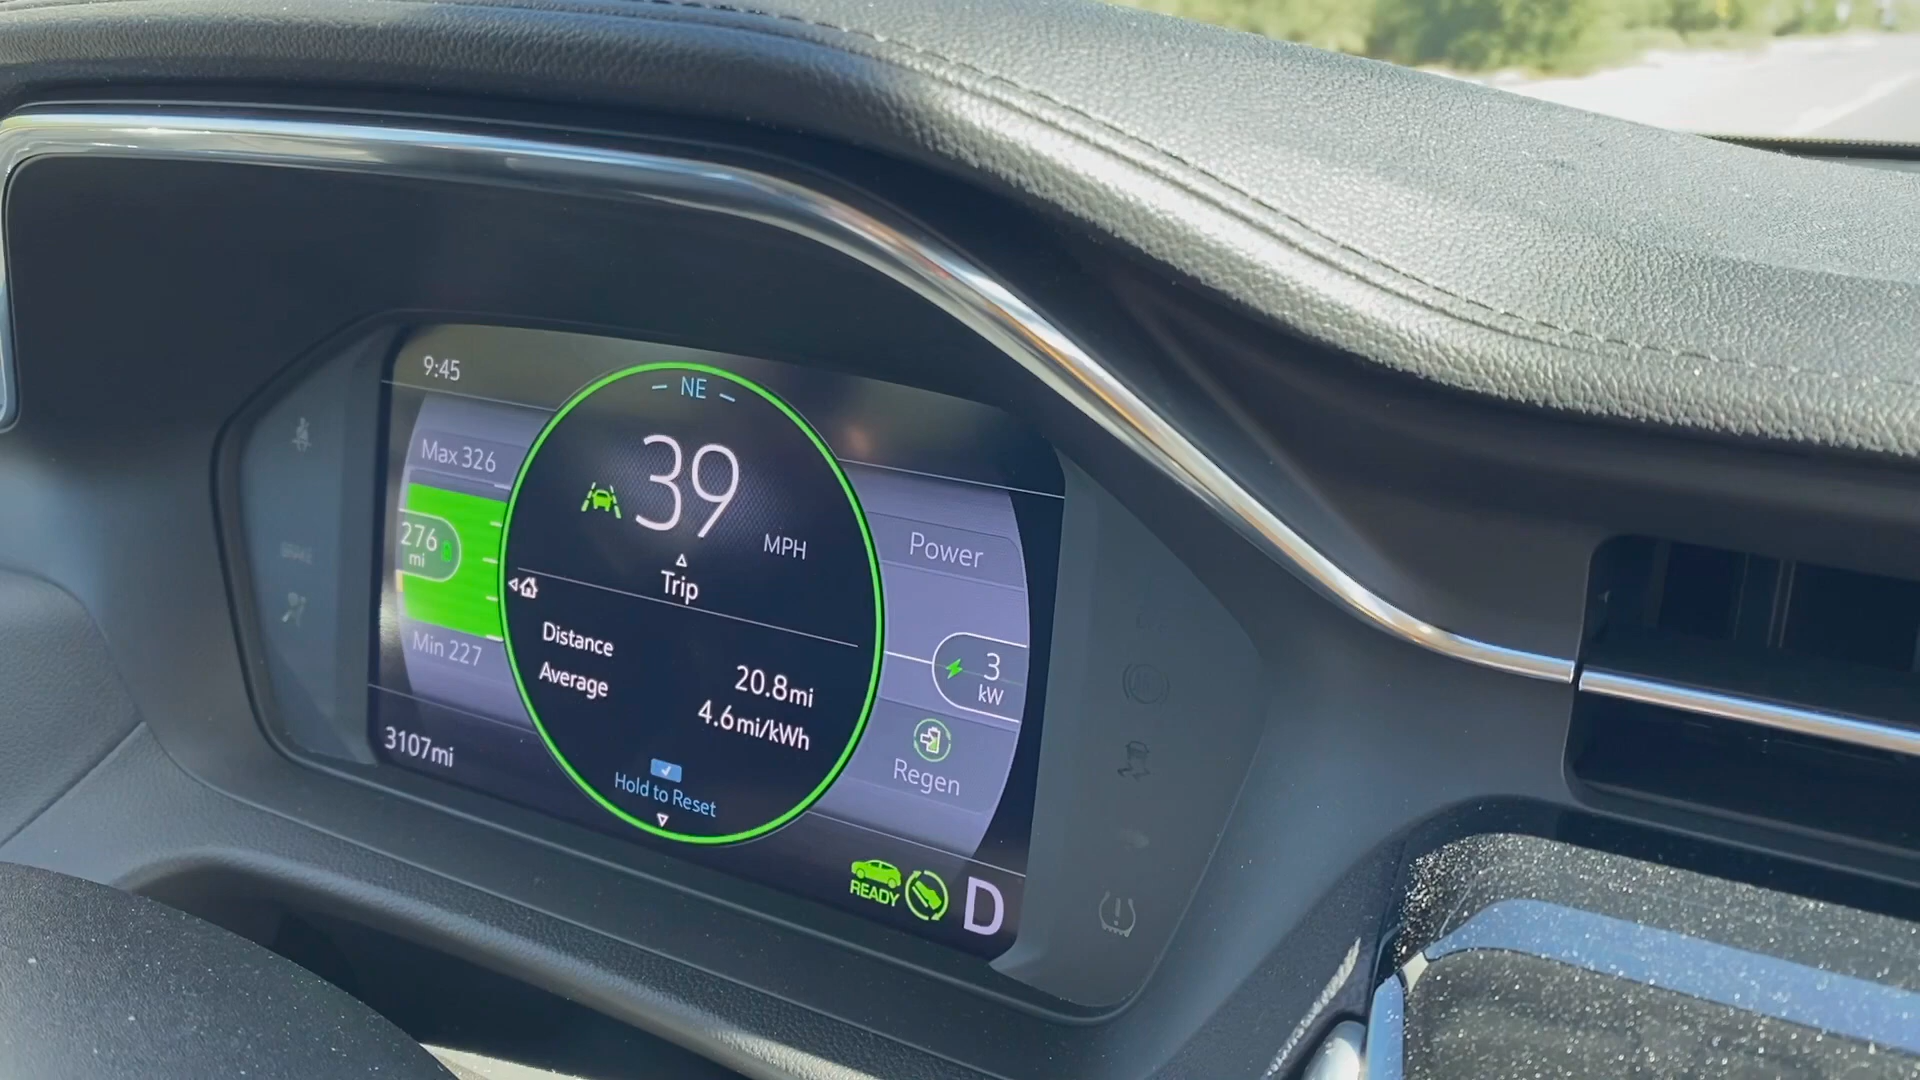 9:45
NE
Max 326
39
MPH
276
mi
Trip
Power
Distance
20.8mi
Average
4.6mi/kWh
Min 227
3
kW
3107mi
Hold to Reset
Regen
READY
D